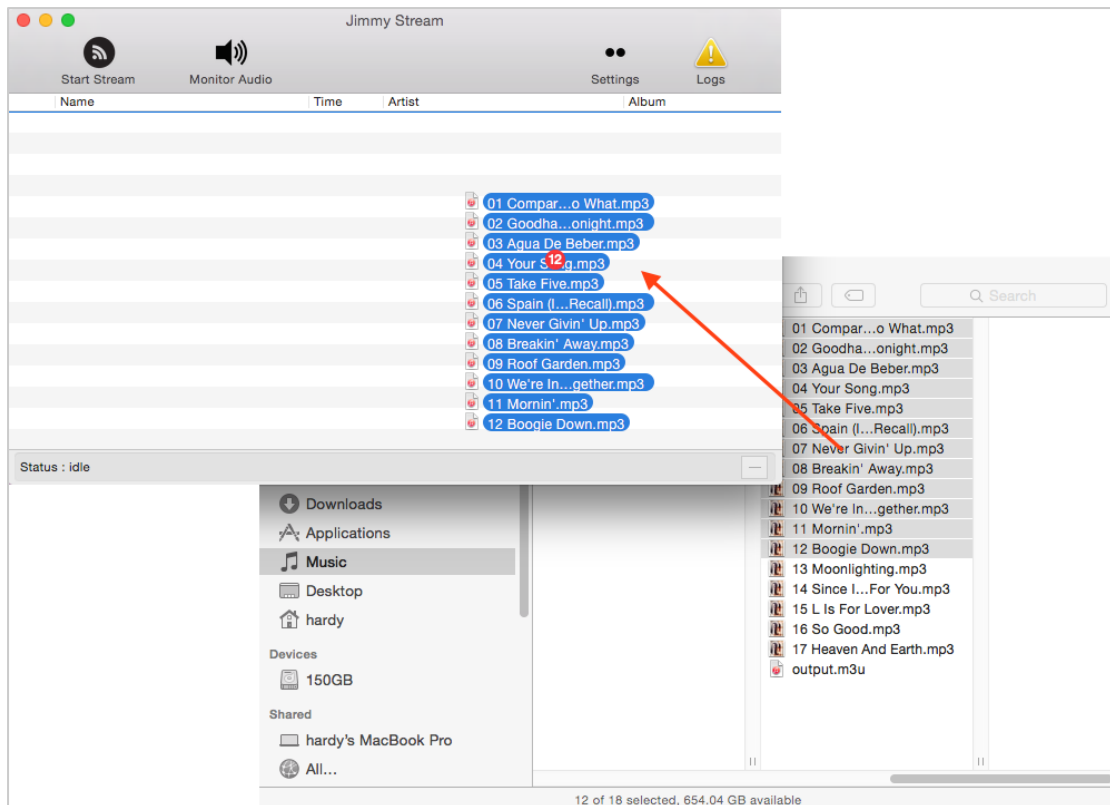 Jimmy Stream
Start Stream
Monitor Audio
Settings
Logs
Name
Time
Artist
Album
01 Compar...o What.mp3
02 Goodha...onight.mp3
03 Agua De Beber.mp3
04 Your S
12
g.mp3
05 Take Five.mp3
06 Spain (I...Recall).mp3
07 Never Givin' Up.mp3
08 Breakin' Away.mp3
09 Roof Garden.mp3
10 We're In...gether.mp3
11 Mornin'.mp3
12 Boogie Down.mp3
Status : idle
Search
01 Compar...o What.mp3
02 Goodha...onight.mp3
03 Agua De Beber.mp3
04 Your Song.mp3
05 Take Five.mp3
06 Spain (I...Recall).mp3
07 Never Givin' Up.mp3
08 Breakin' Away.mp3
09 Roof Garden.mp3
10 We're In...gether.mp3
11 Mornin'.mp3
12 Boogie Down.mp3
13 Moonlighting.mp3
14 Since I...For You.mp3
15 L Is For Lover.mp3
16 So Good.mp3
17 Heaven And Earth.mp3
output.m3u
Downloads
Applications
Music
Desktop
hardy
Devices
150GB
Shared
hardy's MacBook Pro
All...
12 of 18 selected, 654.04 GB available